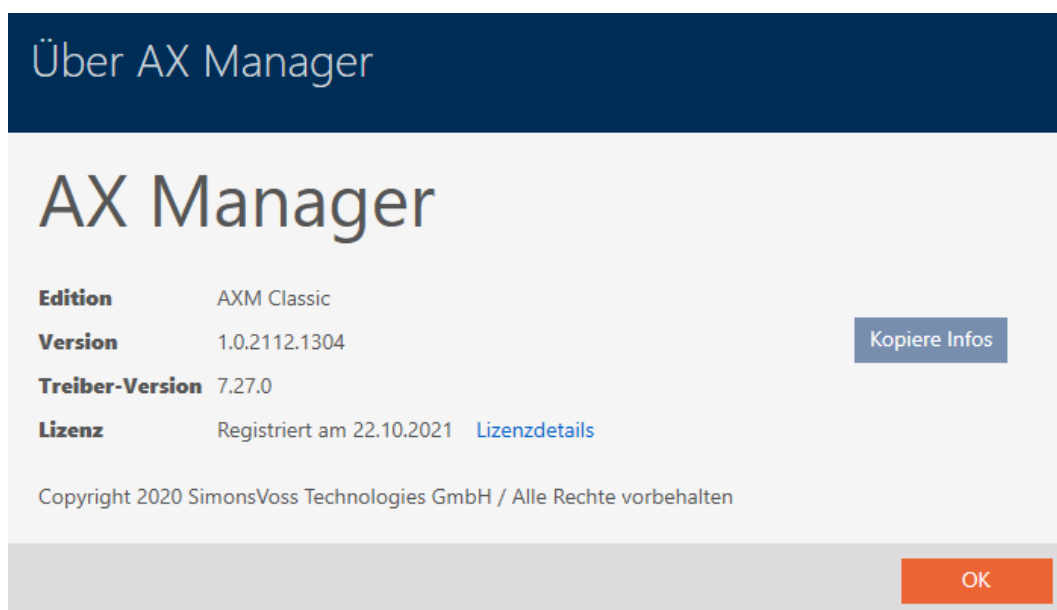 Über AX Manager
AX Manager
Edition AXM Classic
Version 1.0.2112.1304
Kopiere Infos
Treiber-Version 7.27.0
Lizenz Registriert am 22.10.2021 Lizenzdetails
Copyright 2020 SimonsVoss Technologies GmbH / Alle Rechte vorbehalten
OK